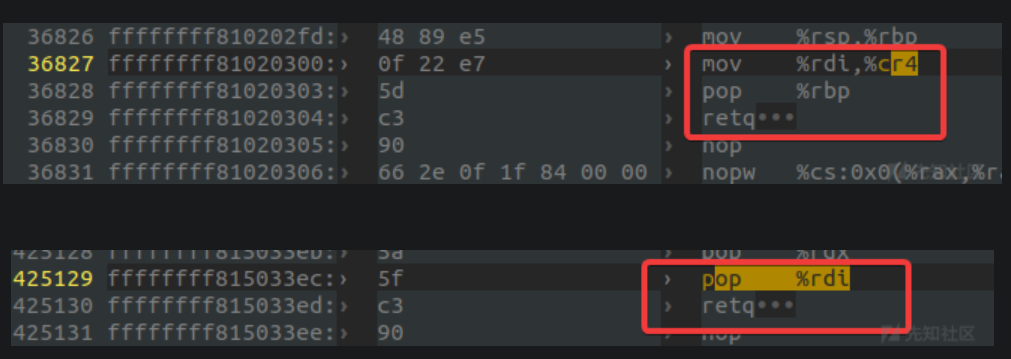 36826 ffffffff810202fd:› 48 89 e5 › mov %rsp,%rbp
36827 ffffffff81020300:› 0f 22 e7 › mov %rdi,%cr4
36828 ffffffff81020303:› 5d › pop %rbp
36829 ffffffff81020304:› c3 › retq•••
36830 ffffffff81020305:› 90 › nop
36831 ffffffff81020306:› 66 2e 0f 1f 84 00 00 › nopw %cs:0x0(%rax,%r
425128 ffffffff815033eb:› 5a › pop %rdx
425129 ffffffff815033ec:› 5f › pop %rdi
425130 ffffffff815033ed:› c3 › retq•••
425131 ffffffff815033ee:› 90 › nop
先知社区